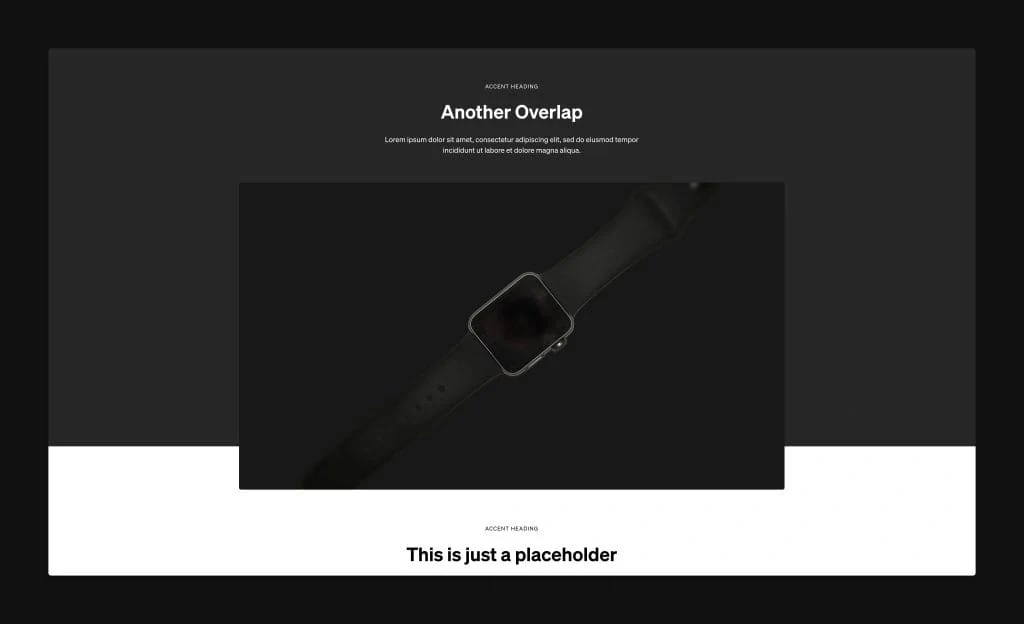 ACCENT HEADING
Another Overlap
Lorem ipsum dolor sit amet, consectetur adipiscing elit, sed do eiusmod tempor
incididunt ut labore et dolore magna aliqua.
ACCENT HEADING
This is just a placeholder